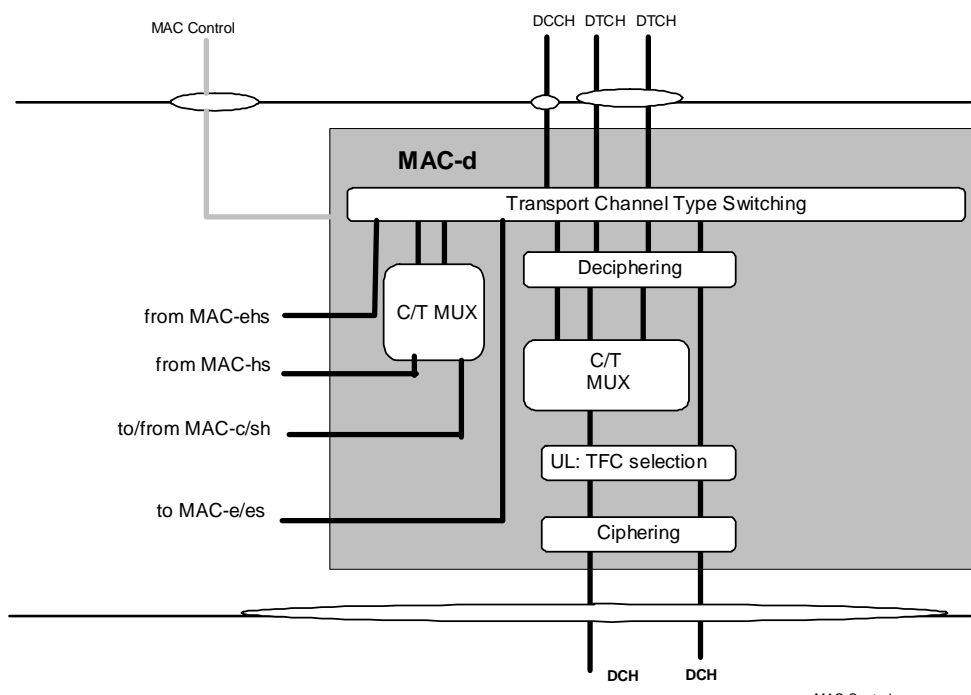 MAC Control
DCCH DTCH DTCH
MAC-d
Transport Channel Type Switching
Deciphering
from MAC-ehs
C/T MUX
from MAC-hs
C/T
MUX
to/from MAC-c/sh
UL: TFC selection
to MAC-e/es
Ciphering
DCH DCH